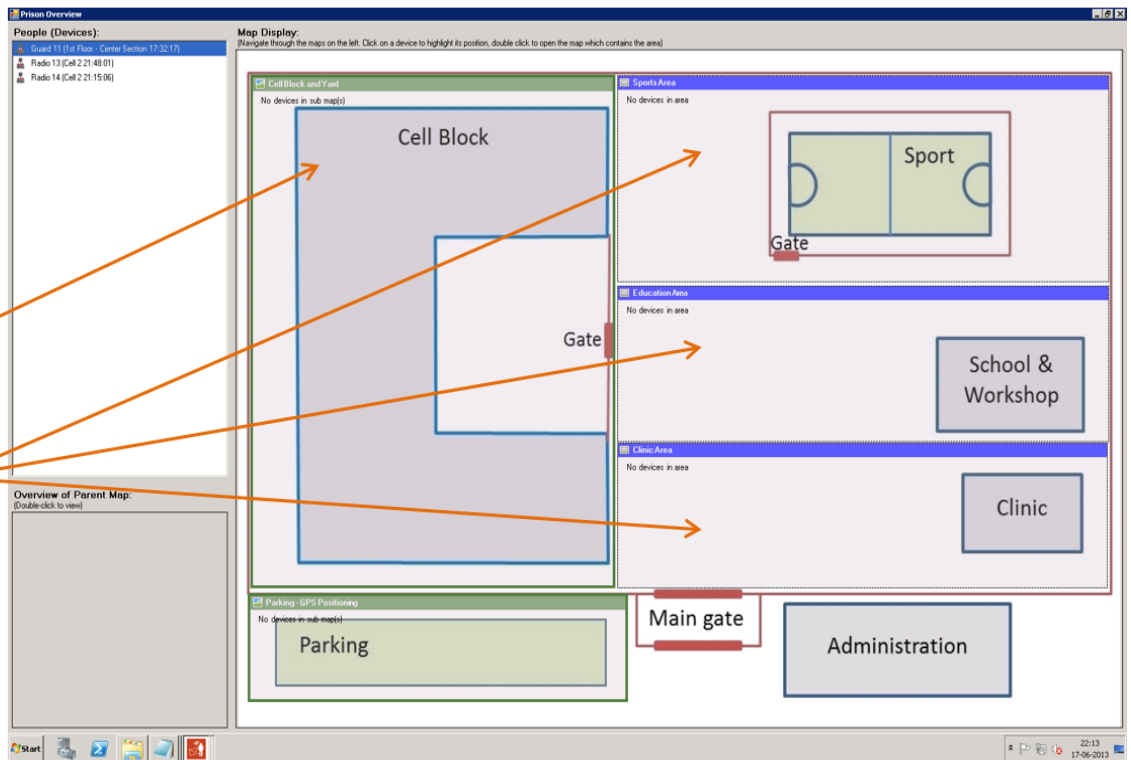 Prison Overview
People (Devices):
Guard 11 (1st Floor - Center Section 17:32:17)
Radio 13 (Cell 2 21:48:01)
Radio 14 (Cell 2 21:15:06)
Overview of Parent Map:
(Double-click to view)
Map Display:
(Navigate through the maps on the left. Click on a device to highlight its position, double click to open the map which contains the area)
Cell Block and Yard
No devices in sub map(s)
Cell Block
Gate
Sports Area
No devices in area
Sport
Gate
Education Area
No devices in area
School &
Workshop
Clinic Area
No devices in area
Clinic
Parking - GPS Positioning
No devices in sub map(s)
Parking
Main gate
Administration
Start
22:13
17-06-2013